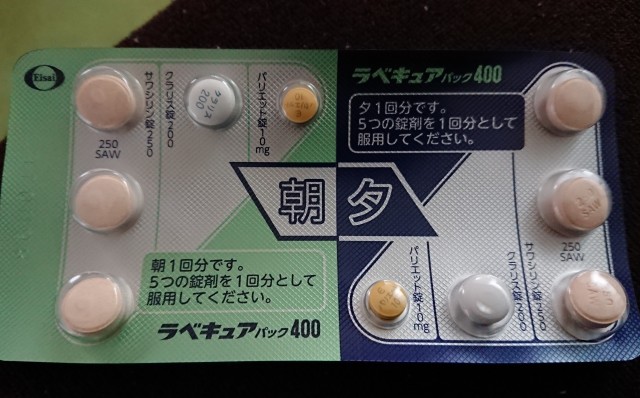 Eisai
サワシリン錠250
クラリス錠200
パリエット錠10mg
250
SAW
クラリス
200
朝1回分です。
5つの錠剤を1回分として
服用してください。
ラベキュアパック400
朝
夕
ラベキュアパック400
夕1回分です。
5つの錠剤を1回分として
服用してください。
パリエット錠10mg
クラリス錠200
サワシリン錠250
250
SAW